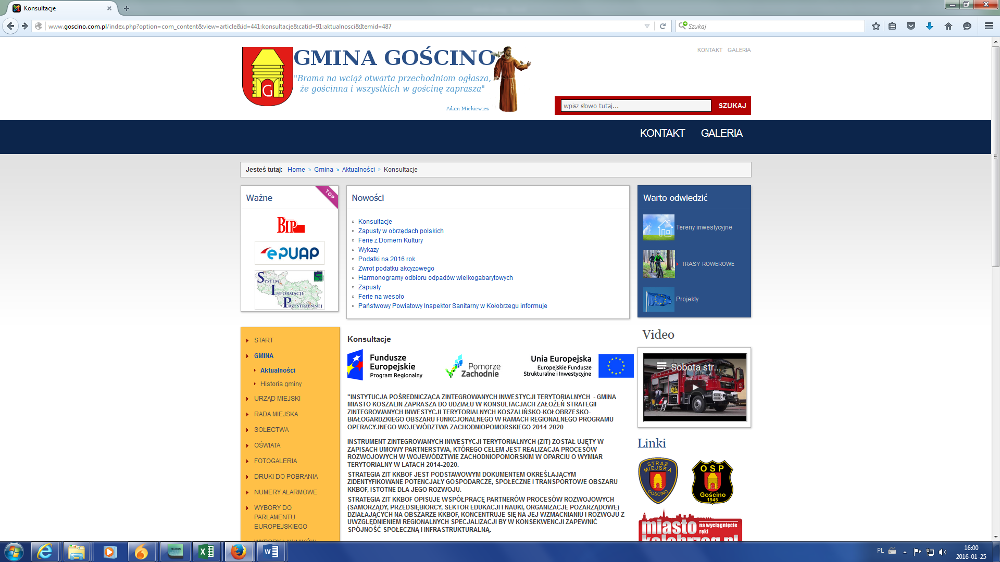 Konsultacje
www.goscino.com.pl/index.php?option=com_content&view=article&id=441:konsultacje&catid=91:aktualnosci&Itemid=487
Szukaj
GMINA GOŚCINO
"Brama na wciąż otwarta przechodniom ogłasza,
że gościnna i wszystkich w gościnę zaprasza"
Adam Mickiewicz
G
KONTAKT GALERIA
wpisz słowo tutaj...
SZUKAJ
KONTAKT GALERIA
Jesteś tutaj: Home » Gmina » Aktualności » Konsultacje
Ważne
TOP
BIP
ePUAP
SYSTEM
INFORMACJI
PRZESTRZENNEJ
Nowości
Konsultacje
Zapusty w obrzędach polskich
Ferie z Domem Kultury
Wykazy
Podatki na 2016 rok
Zwrot podatku akcyzowego
Harmonogramy odbioru odpadów wielkogabarytowych
Zapusty
Ferie na wesoło
Państwowy Powiatowy Inspektor Sanitarny w Kołobrzegu informuje
Warto odwiedzić
Tereny inwestycyjne
TRASY ROWEROWE
Projekty
START
GMINA
Aktualności
Historia gminy
URZĄD MIEJSKI
RADA MIEJSKA
SOŁECTWA
OŚWIATA
FOTOGALERIA
DRUKI DO POBRANIA
NUMERY ALARMOWE
WYBORY DO
PARLAMENTU
EUROPEJSKIEGO
WYBORY ŁAWNIKÓW
Konsultacje
Fundusze
Europejskie
Program Regionalny
Pomorze
Zachodnie
Unia Europejska
Europejskie Fundusze
Strukturalne i Inwestycyjne
"INSTYTUCJA POŚREDNICZĄCA ZINTEGROWANYCH INWESTYCJI TERYTORIALNYCH - GMINA
MIASTO KOSZALIN ZAPRASZA DO UDZIAŁU W KONSULTACJACH ZAŁOŻEŃ STRATEGII
ZINTEGROWANYCH INWESTYCJI TERYTORIALNYCH KOSZALIŃSKO-KOŁOBRZESKO-
BIAŁOGARDZKIEGO OBSZARU FUNKCJONALNEGO W RAMACH REGIONALNEGO PROGRAMU
OPERACYJNEGO WOJEWÓDZTWA ZACHODNIOPOMORSKIEGO 2014-2020
INSTRUMENT ZINTEGROWANYCH INWESTYCJI TERYTORIALNYCH (ZIT) ZOSTAŁ UJĘTY W
ZAPISACH UMOWY PARTNERSTWA, KTÓREGO CELEM JEST REALIZACJA PROCESÓW
ROZWOJOWYCH W WOJEWÓDZTWIE ZACHODNIOPOMORSKIM W OPARCIU O WYMIAR
TERYTORIALNY W LATACH 2014-2020.
STRATEGIA ZIT KKBOF JEST PODSTAWOWYM DOKUMENTEM OKREŚLAJĄCYM
ZIDENTYFIKOWANE POTENCJAŁY GOSPODARCZE, SPOŁECZNE I TRANSPORTOWE OBSZARU
KKBOF, ISTOTNE DLA JEGO ROZWOJU.
STRATEGIA ZIT KKBOF OPISUJE WSPÓŁPRACĘ PARTNERÓW PROCESÓW ROZWOJOWYCH
(SAMORZĄDY, PRZEDSIĘBIORCY, SEKTOR EDUKACJI I NAUKI, ORGANIZACJE POZARZĄDOWE)
DZIAŁAJĄCYCH NA OBSZARZE KKBOF, KONCENTRUJE SIĘ NA JEJ WZMACNIANIU I ROZWOJU Z
UWZGLĘDNIENIEM REGIONALNYCH SPECJALIZACJI BY W KONSEKWENCJI ZAPEWNIĆ
SPÓJNOŚĆ SPOŁECZNĄ I INFRASTRUKTURALNĄ.
Video
Sobota str...
Linki
STRAŻ
MIEJSKA
GOŚCINO
OSP
Gościno
1945
miasto
na wyciągnięcie
ręki
kolobrzeg.pl
PROTON
PL
16:00
2016-01-25